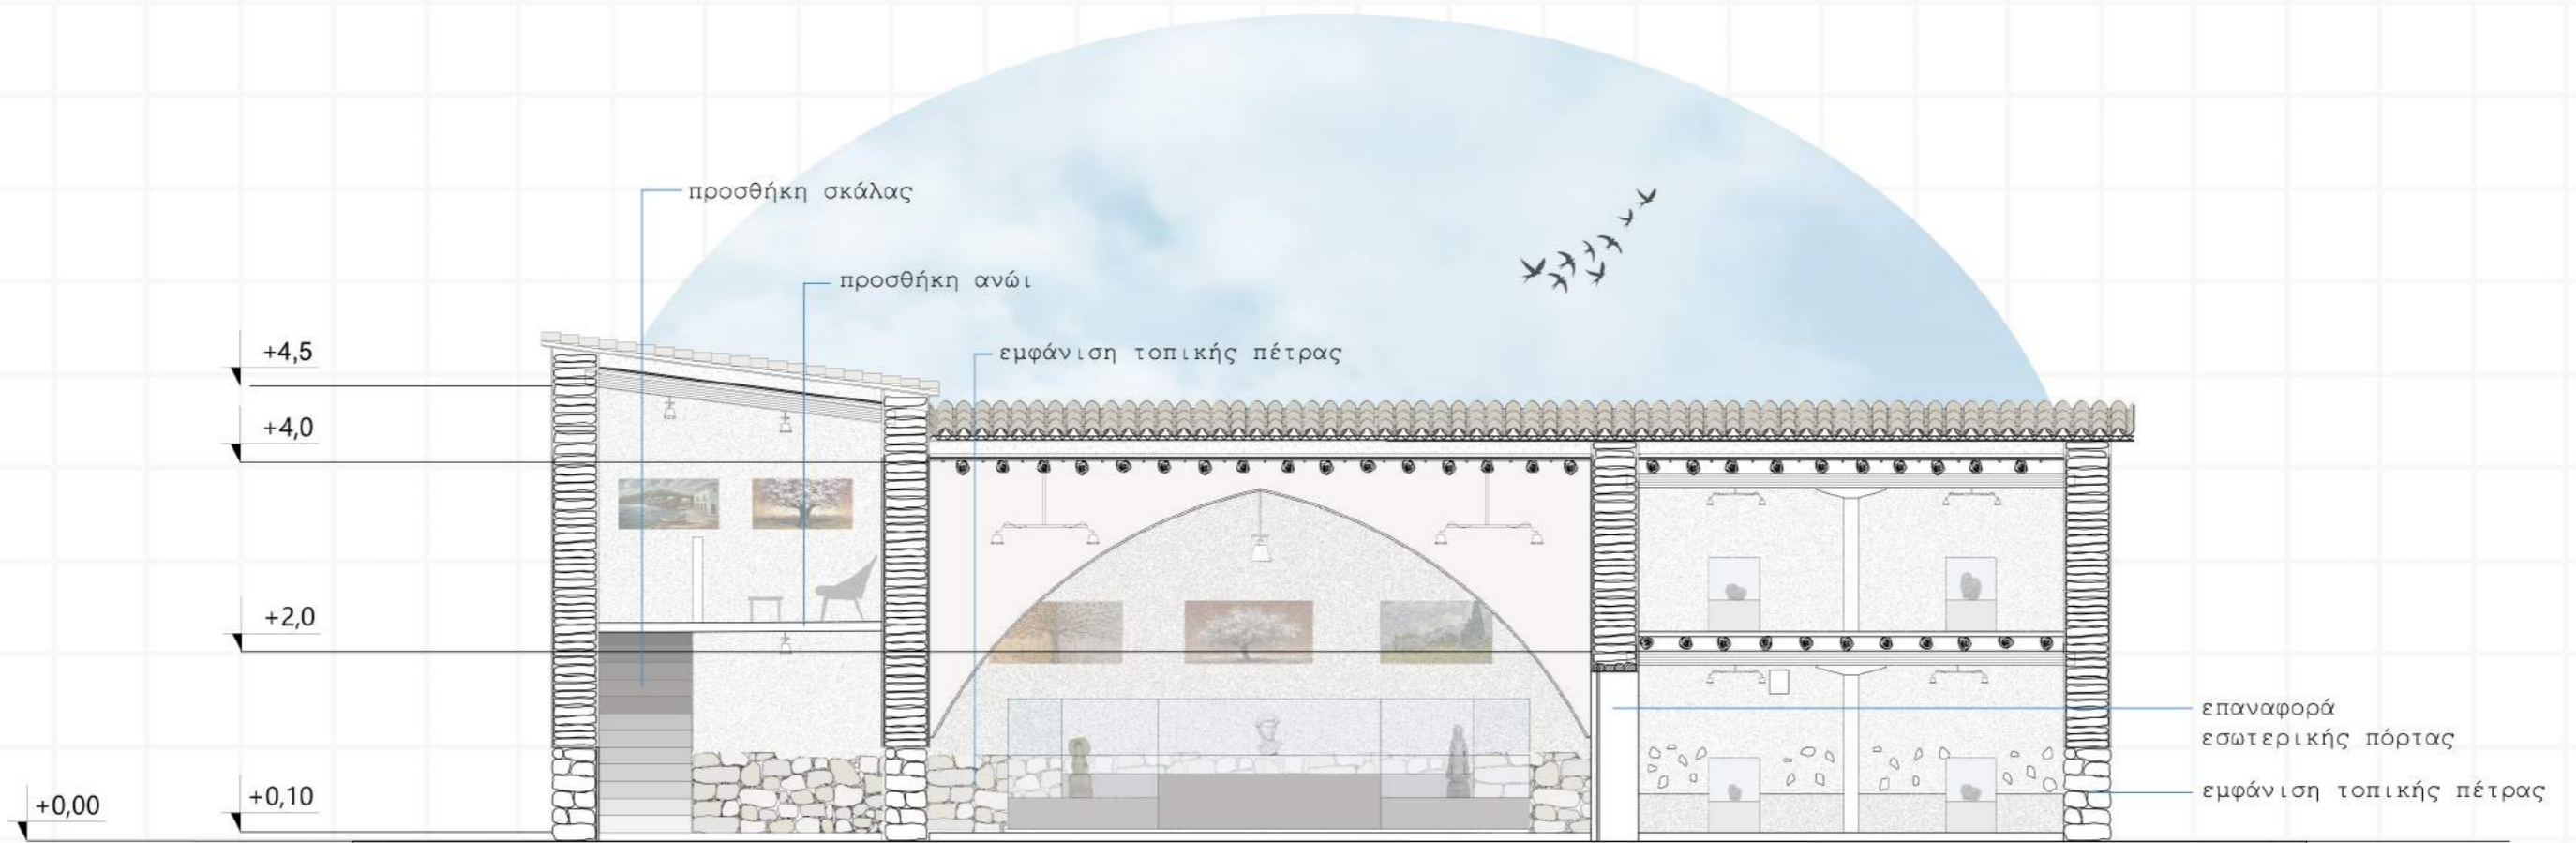 προσθήκη σκάλας
προσθήκη ανώι
εμφάνιση τοπικής πέτρας
+4,5
+4,0
+2,0
+0,10
+0,00
επαναφορά
εσωτερικής πόρτας
εμφάνιση τοπικής πέτρας